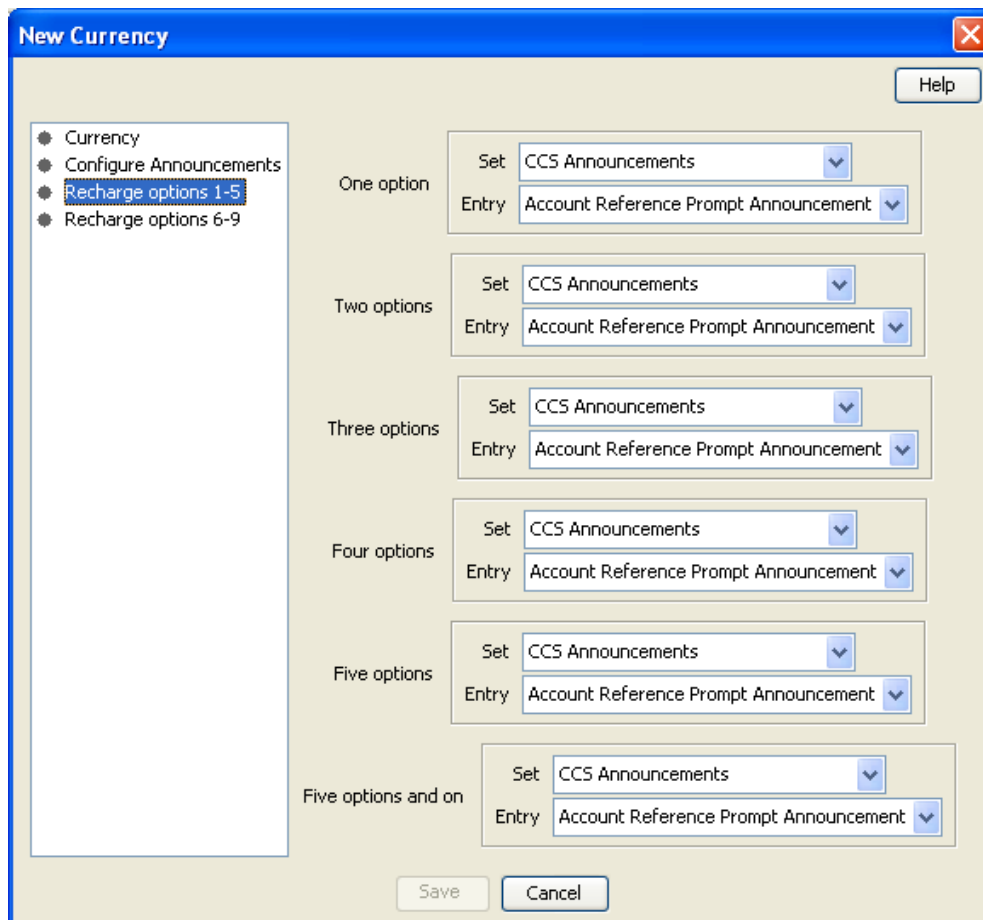 New Currency
Help
Currency
Configure Announcements
Recharge options 1-5
Recharge options 6-9
One option
Set CCS Announcements
Entry Account Reference Prompt Announcement
Two options
Set CCS Announcements
Entry Account Reference Prompt Announcement
Three options
Set CCS Announcements
Entry Account Reference Prompt Announcement
Four options
Set CCS Announcements
Entry Account Reference Prompt Announcement
Five options
Set CCS Announcements
Entry Account Reference Prompt Announcement
Five options and on
Set CCS Announcements
Entry Account Reference Prompt Announcement
Save Cancel